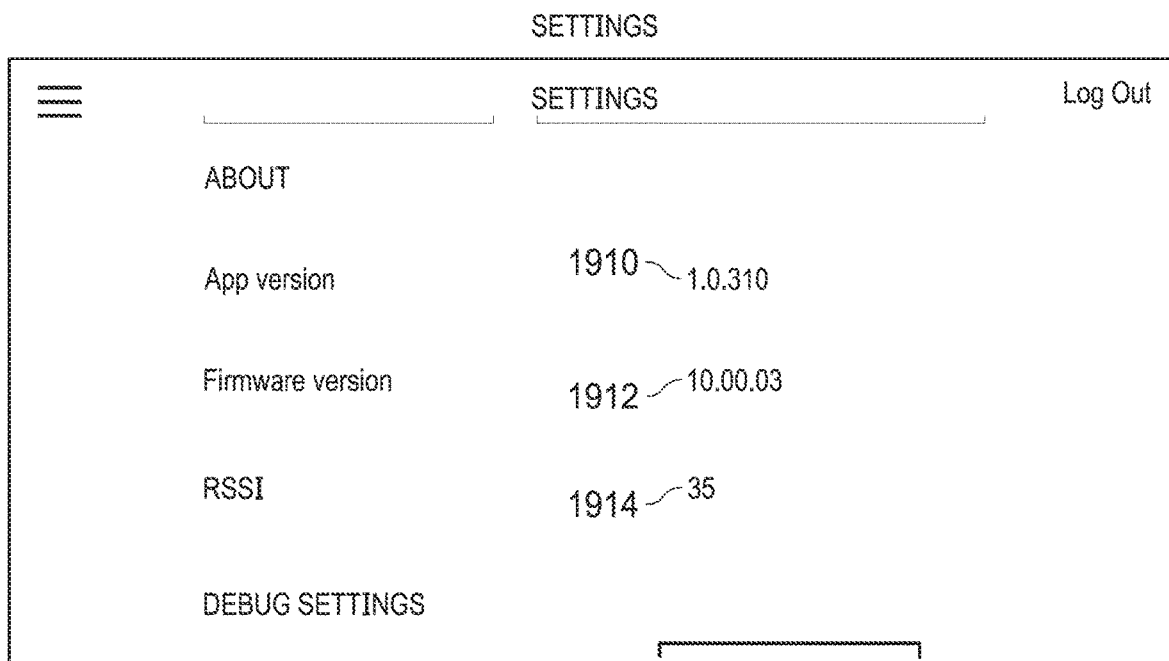 SETTINGS
SETTINGS Log Out
ABOUT
App version 1910 1.0.310
Firmware version 1912 10.00.03
RSSI 1914 35
DEBUG SETTINGS